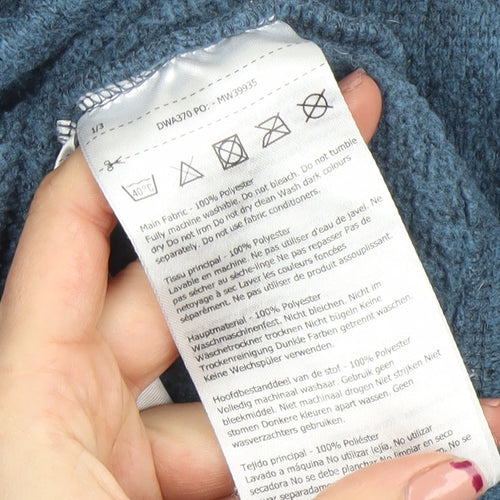 1/3
DWA370 PO: - MW39935
40°C
Main Fabric - 100% Polyester
Fully machine washable. Do not bleach. Do not tumble
dry Do not Iron Do not dry clean Wash dark colours
separately. Do not use fabric conditioners.
Tissu principal - 100% Polyester
Lavable en machine. Ne pas utiliser d'eau de javel. Ne
pas sécher au sèche-linge Ne pas repasser Pas de
nettoyage à sec Laver les couleurs foncées
séparément. Ne pas utiliser de produit assouplissant.
Hauptmaterial - 100% Polyester
Waschmaschinenfest. Nicht bleichen. Nicht im
Wäschetrockner trocknen Nicht bügeln Keine
Trockenreinigung Dunkle Farben getrennt waschen.
Keine Weichspüler verwenden.
Hoofdbestanddeel van de stof - 100% Polyester
Volledig machinaal wasbaar. Gebruik geen
bleekmiddel. Niet machinaal drogen Niet strijken Niet
stomen Donkere kleuren apart wassen. Geen
wasverzachters gebruiken.
Tejido principal - 100% Poliéster
Lavado a máquina No utilizar lejía, No utilizar
secadora No se debe planchar No limpiar en seco